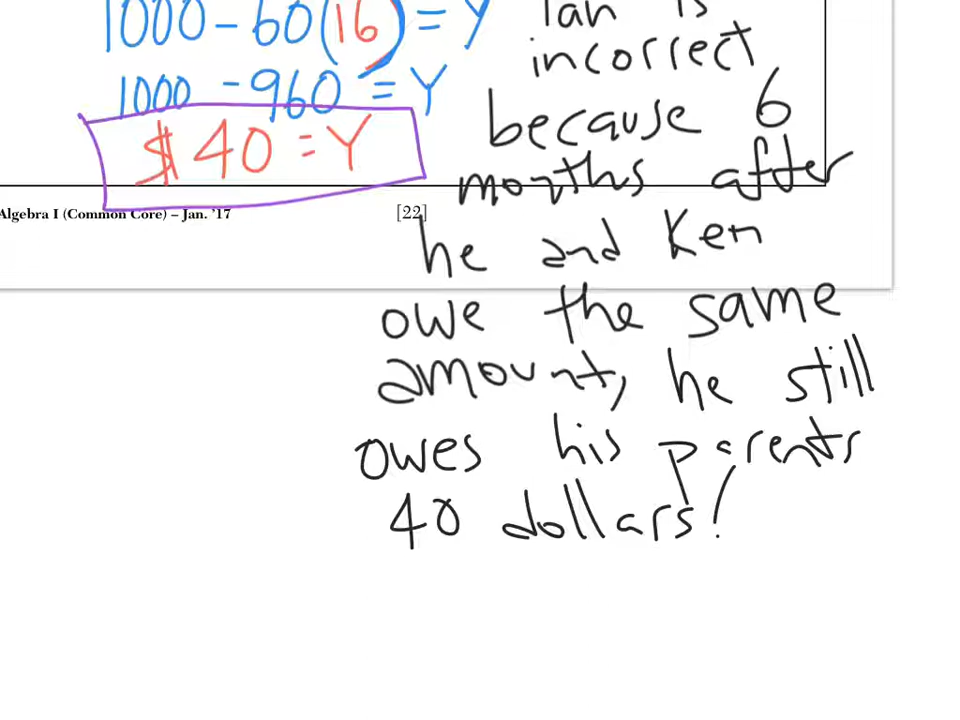 1000 - 60(16) = Y
1000 - 960 = Y
$40 = Y
Ian is
incorrect
because 6
months after
he and Ken
owe the same
amount, he still
owes his parents
40 dollars!
Algebra I (Common Core) – Jan. ’17 [22]